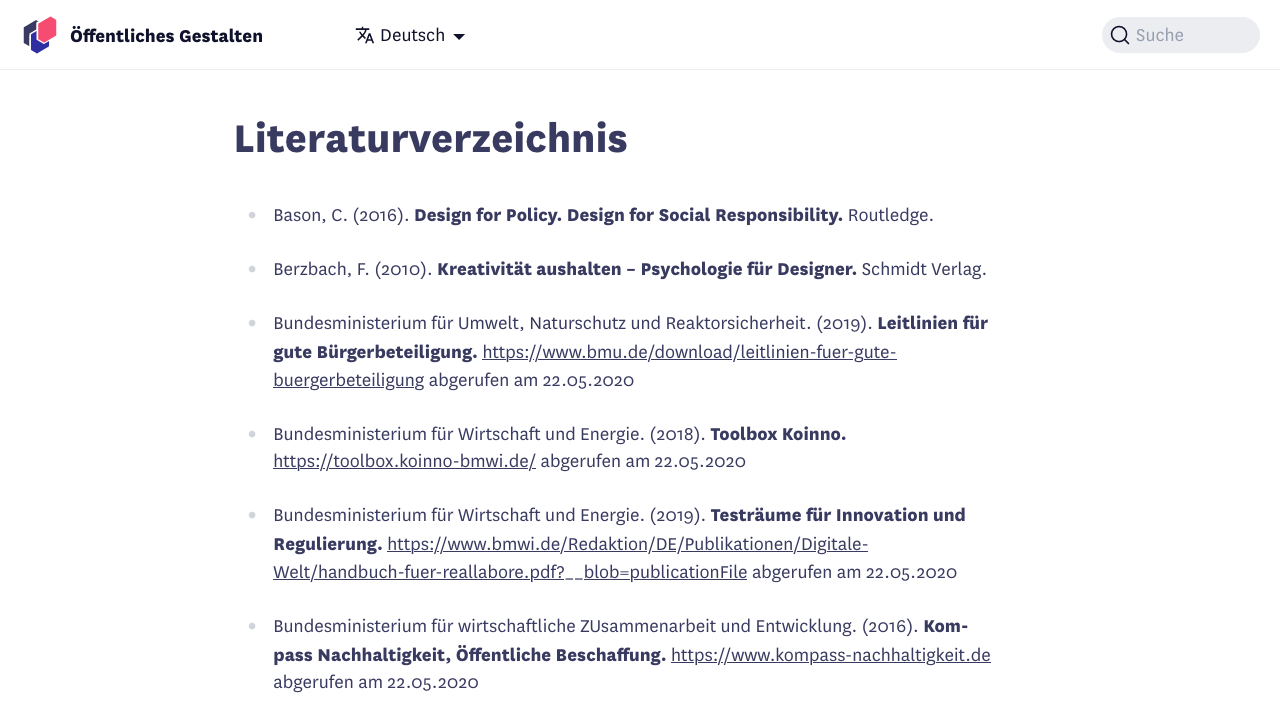 Öffentliches Gestalten
Deutsch
Suche
Literaturverzeichnis
Bason, C. (2016). Design for Policy. Design for Social Responsibility. Routledge.
Berzbach, F. (2010). Kreativität aushalten – Psychologie für Designer. Schmidt Verlag.
Bundesministerium für Umwelt, Naturschutz und Reaktorsicherheit. (2019). Leitlinien für
gute Bürgerbeteiligung. https://www.bmu.de/download/leitlinien-fuer-gute-
buergerbeteiligung abgerufen am 22.05.2020
Bundesministerium für Wirtschaft und Energie. (2018). Toolbox Koinno.
https://toolbox.koinno-bmwi.de/ abgerufen am 22.05.2020
Bundesministerium für Wirtschaft und Energie. (2019). Testräume für Innovation und
Regulierung. https://www.bmwi.de/Redaktion/DE/Publikationen/Digitale-
Welt/handbuch-fuer-reallabore.pdf?__blob=publicationFile abgerufen am 22.05.2020
Bundesministerium für wirtschaftliche ZUsammenarbeit und Entwicklung. (2016). Kom-
pass Nachhaltigkeit, Öffentliche Beschaffung. https://www.kompass-nachhaltigkeit.de
abgerufen am 22.05.2020